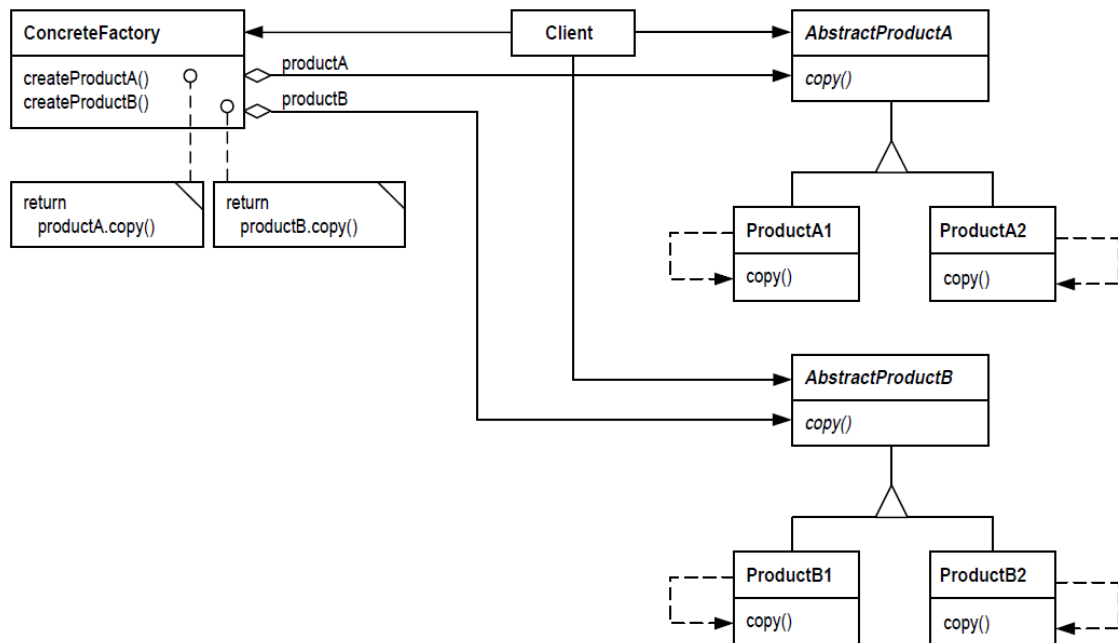 ConcreteFactory
createProductA()
createProductB()
Client
productA
productB
AbstractProductA
copy()
return
productA.copy()
return
productB.copy()
ProductA1
copy()
ProductA2
copy()
AbstractProductB
copy()
ProductB1
copy()
ProductB2
copy()